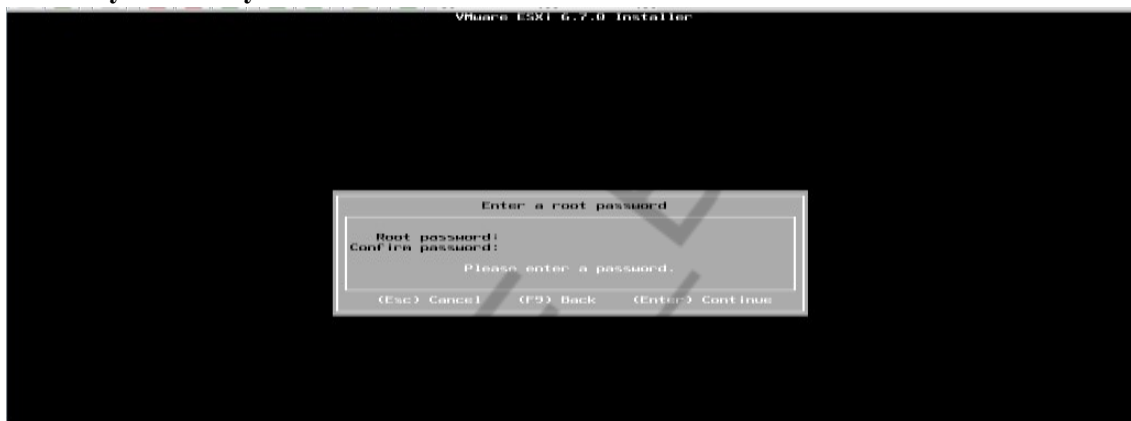 VMware ESXi 6.7.0 Installer
Enter a root password
Root password:
Confirm password:
Please enter a password.
(Esc) Cancel (F9) Back (Enter) Continue